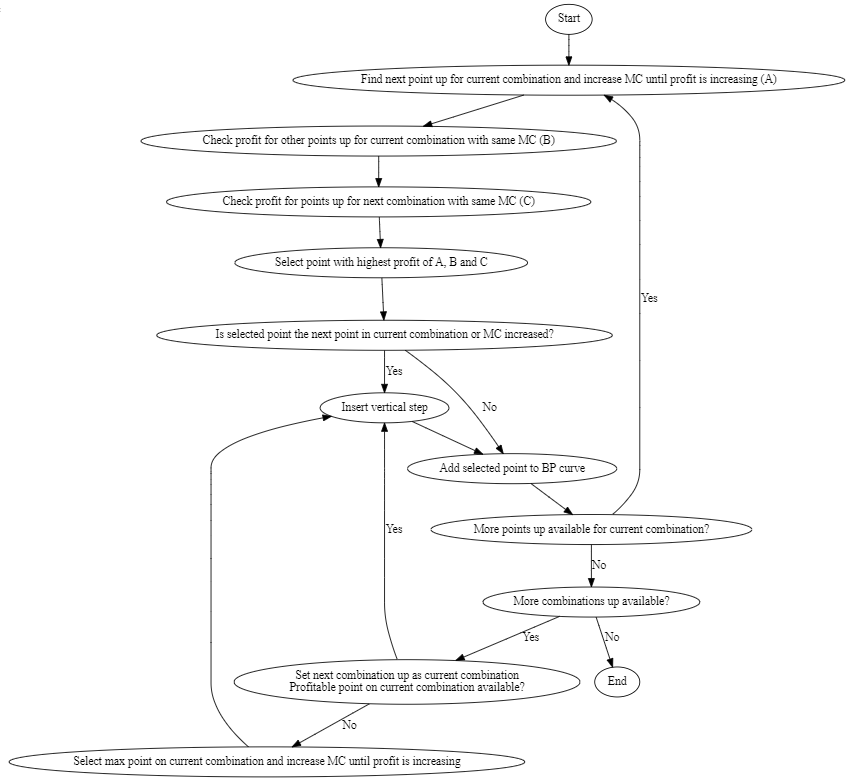 Start
Find next point up for current combination and increase MC until profit is increasing (A)
Check profit for other points up for current combination with same MC (B)
Check profit for points up for next combination with same MC (C)
Select point with highest profit of A, B and C
Yes
Is selected point the next point in current combination or MC increased?
Yes
Insert vertical step
No
Add selected point to BP curve
More points up available for current combination?
Yes
No
More combinations up available?
Yes
No
Set next combination up as current combination
Profitable point on current combination available?
End
No
Select max point on current combination and increase MC until profit is increasing